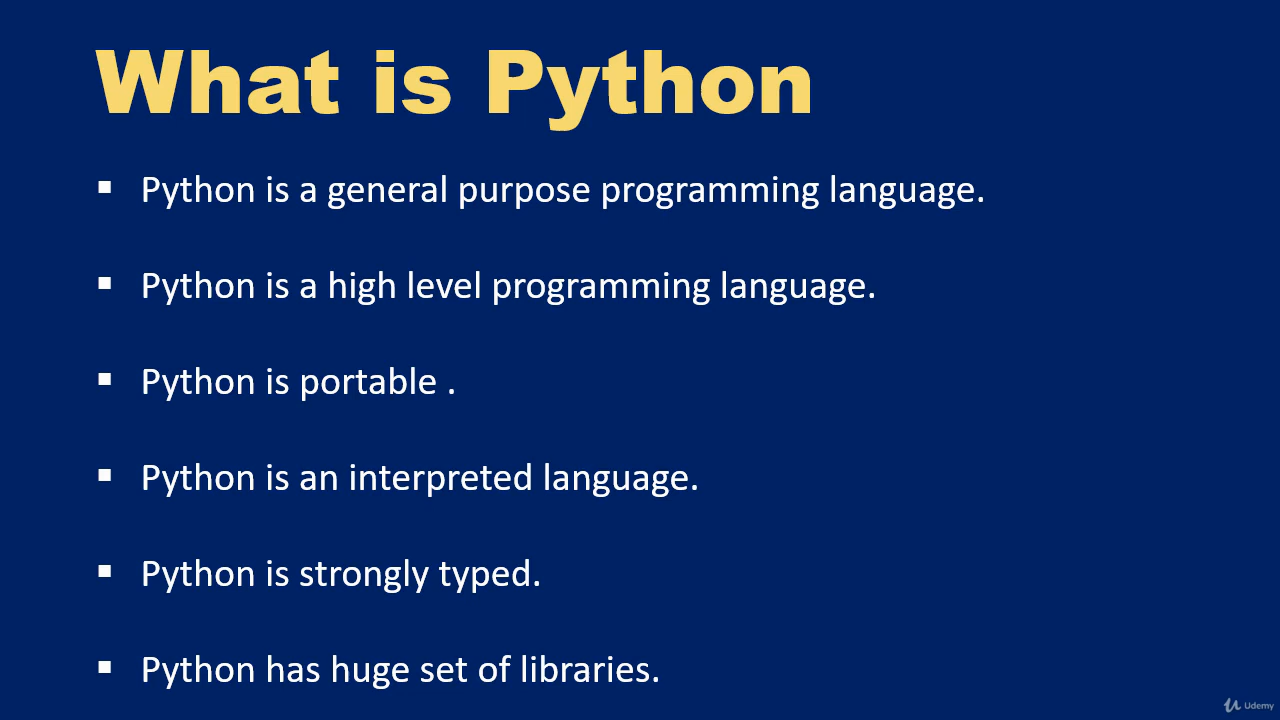 What is Python
▪ Python is a general purpose programming language.
▪ Python is a high level programming language.
▪ Python is portable .
▪ Python is an interpreted language.
▪ Python is strongly typed.
▪ Python has huge set of libraries.
Udemy